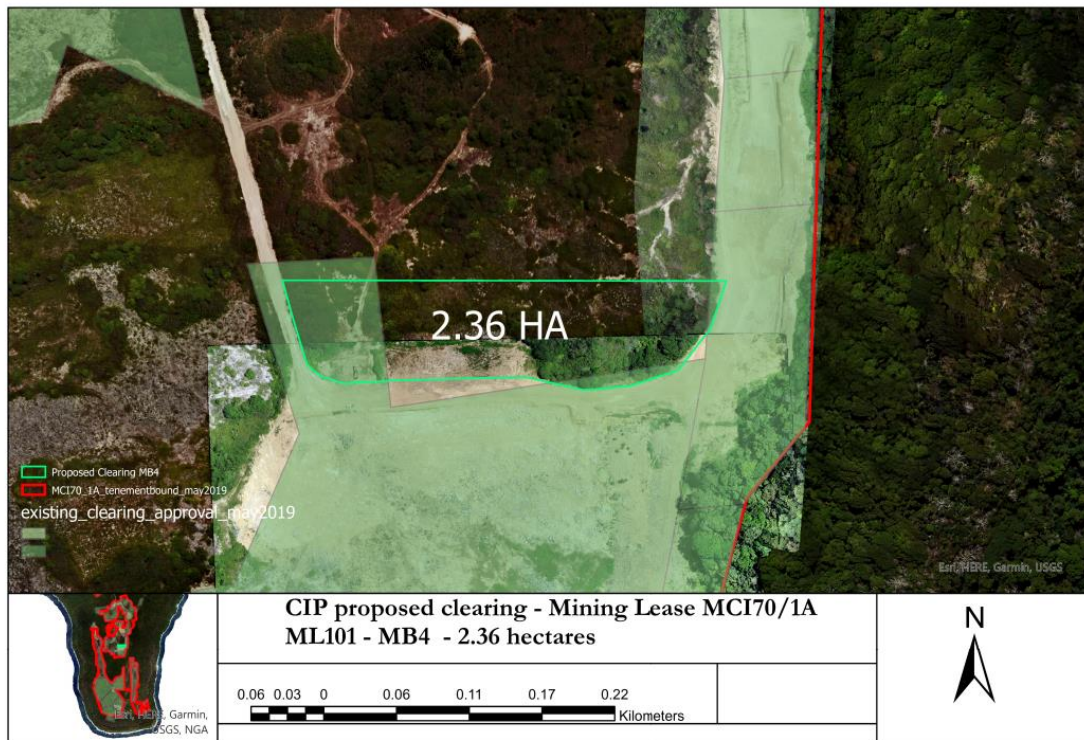 2.36 HA
Proposed Clearing MB4
MCI70_1A_tenementbound_may2019
existing_clearing_approval_may2019
Esri, HERE, Garmin, USGS
CIP proposed clearing - Mining Lease MCI70/1A
ML101 - MB4 - 2.36 hectares
N
0.06 0.03 0 0.06 0.11 0.17 0.22
Kilometers
Esri, HERE, Garmin,
USGS, NGA